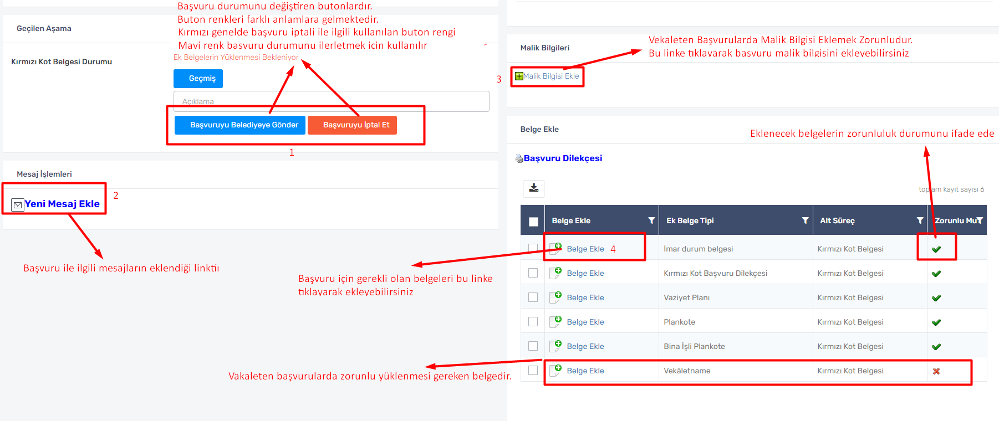 Başvuru durumunu değiştiren butonlardır.
Buton renkleri farklı anlamlara gelmektedir.
Kırmızı genelde başvuru iptali ile ilgili kullanılan buton rengi
Mavi renk başvuru durumunu ilerletmek için kullanılır
Geçilen Aşama
Kırmızı Kot Belgesi Durumu
Ek Belgelerin Yüklenmesi Bekleniyor
Geçmiş
Açıklama
Başvuruyu Belediyeye Gönder
Başvuruyu İptal Et
1
Mesaj İşlemleri
2
Yeni Mesaj Ekle
Başvuru ile ilgili mesajların eklendiği linktir
Malik Bilgileri
Vekaleten Başvurularda Malik Bilgisi Eklemek Zorunludur.
Bu linke tıklayarak başvuru malik bilgisini ekleyebilirsiniz
3
Malik Bilgisi Ekle
Belge Ekle
Eklenecek belgelerin zorunluluk durumunu ifade ede
Başvuru Dilekçesi
toplam kayıt sayısı 6
Belge Ekle Ek Belge Tipi Alt Süreç Zorunlu Mu
Belge Ekle 4 İmar durum belgesi Kırmızı Kot Belgesi
Belge Ekle Kırmızı Kot Başvuru Dilekçesi Kırmızı Kot Belgesi
Belge Ekle Vaziyet Planı Kırmızı Kot Belgesi
Belge Ekle Plankote Kırmızı Kot Belgesi
Belge Ekle Bina İşli Plankote Kırmızı Kot Belgesi
Belge Ekle Vekâletname Kırmızı Kot Belgesi
Başvuru için gerekli olan belgeleri bu linke
tıklayarak ekleyebilirsiniz
Vakaleten başvurularda zorunlu yüklenmesi gereken belgedir.